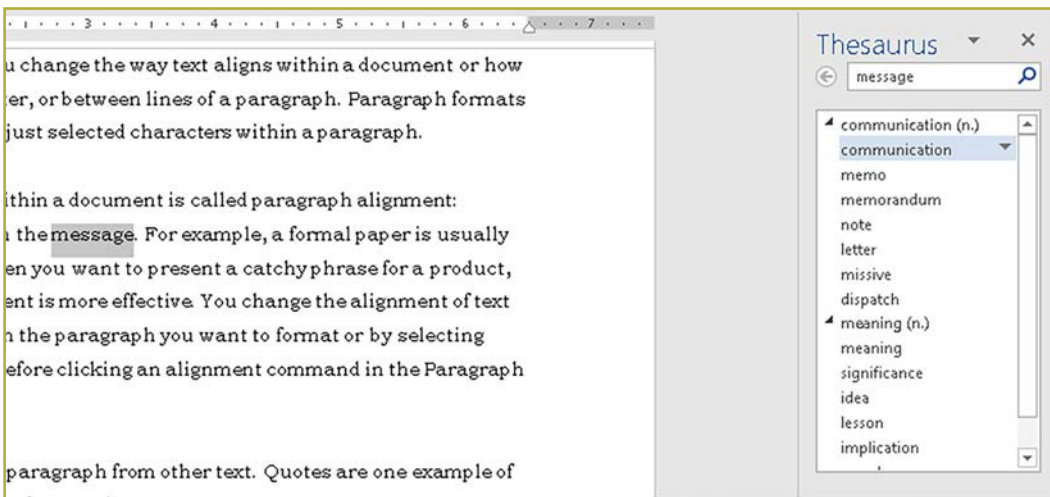 3 4 5 6 7
u change the way text aligns within a document or how
er, or between lines of a paragraph. Paragraph formats
just selected characters within a paragraph.
ithin a document is called paragraph alignment:
the message. For example, a formal paper is usually
en you want to present a catchy phrase for a product,
ent is more effective. You change the alignment of text
the paragraph you want to format or by selecting
efore clicking an alignment command in the Paragraph
paragraph from other text. Quotes are one example of
Thesaurus
message
communication (n.)
communication
memo
memorandum
note
letter
missive
dispatch
meaning (n.)
meaning
significance
idea
lesson
implication